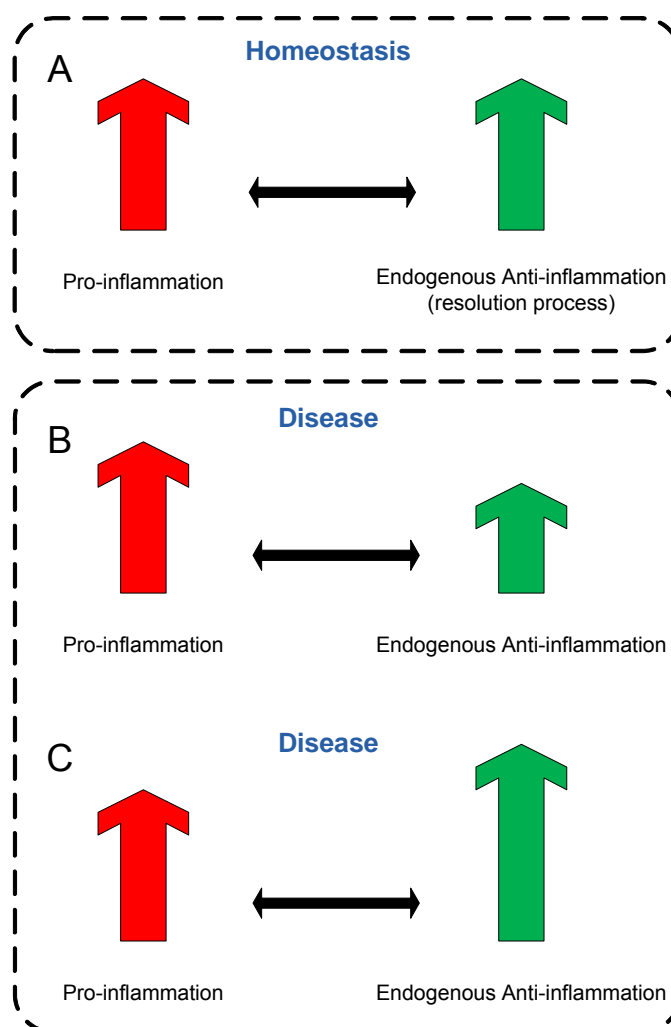 A
Homeostasis
Pro-inflammation
Endogenous Anti-inflammation
(resolution process)
B
Disease
Pro-inflammation
Endogenous Anti-inflammation
C
Disease
Pro-inflammation
Endogenous Anti-inflammation